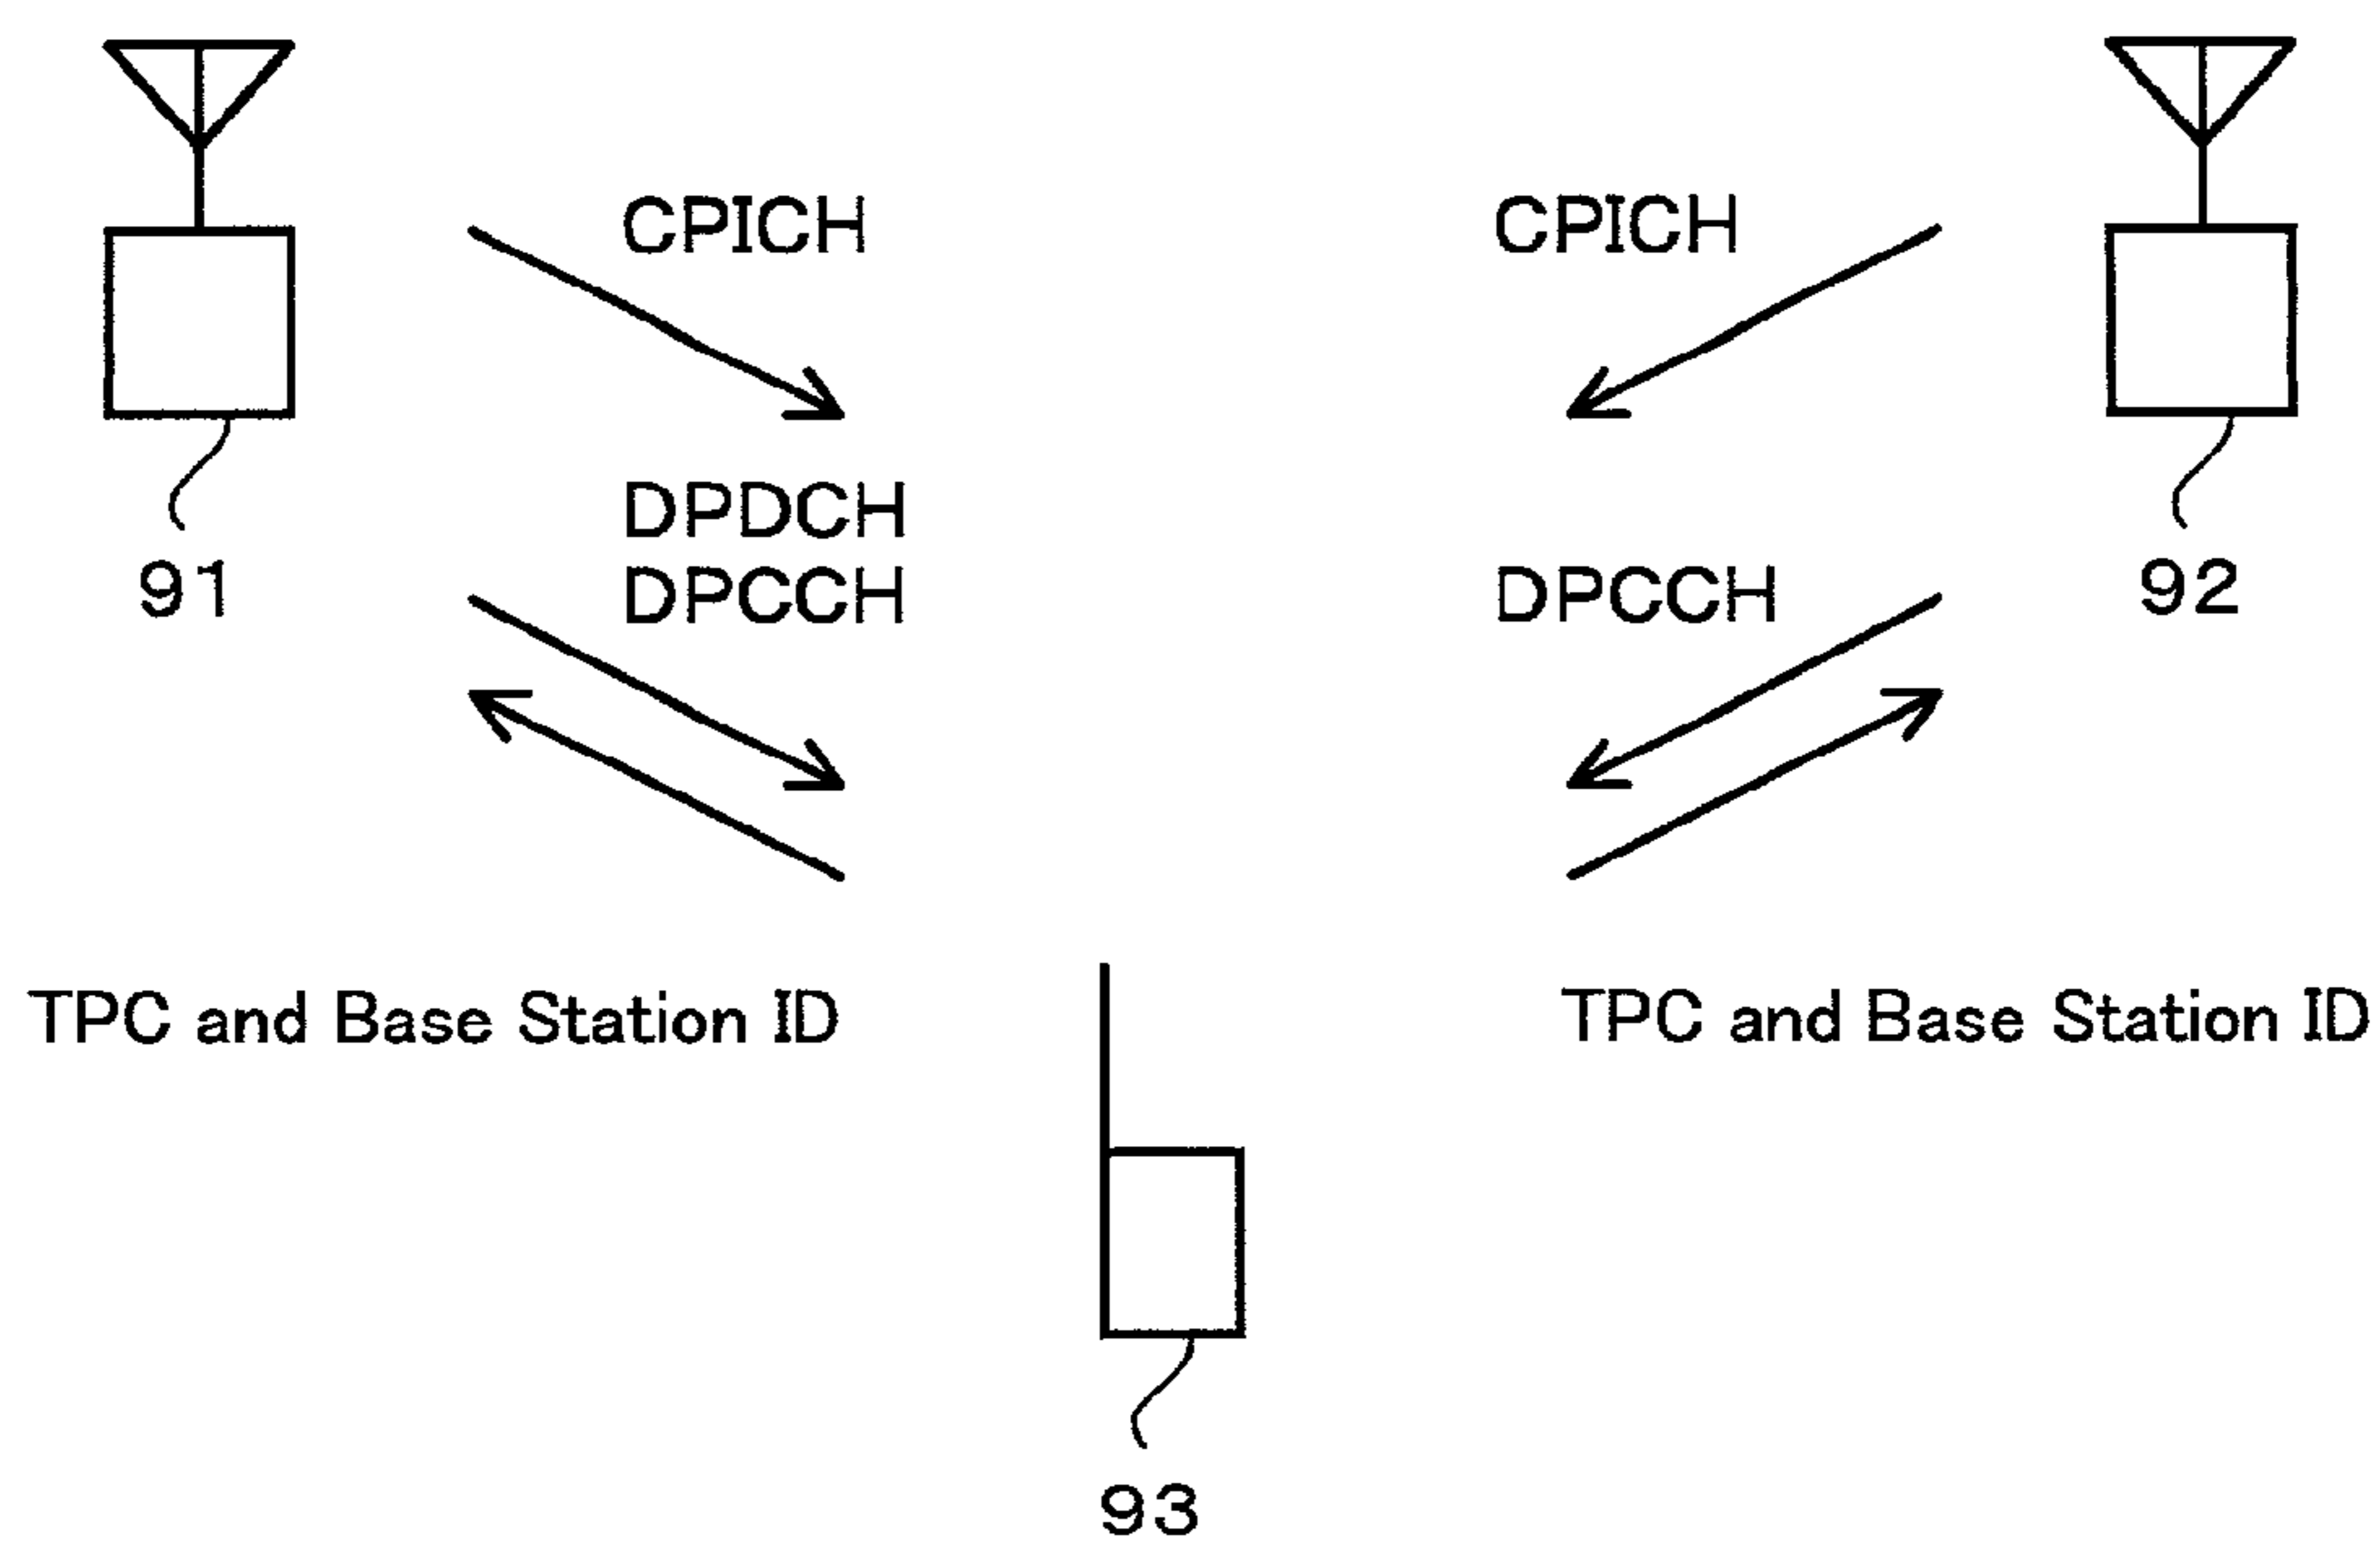 CPICH
CPICH
DPDCH
DPCCH
DPCCH
91
92
TPC and Base Station ID
TPC and Base Station ID
93